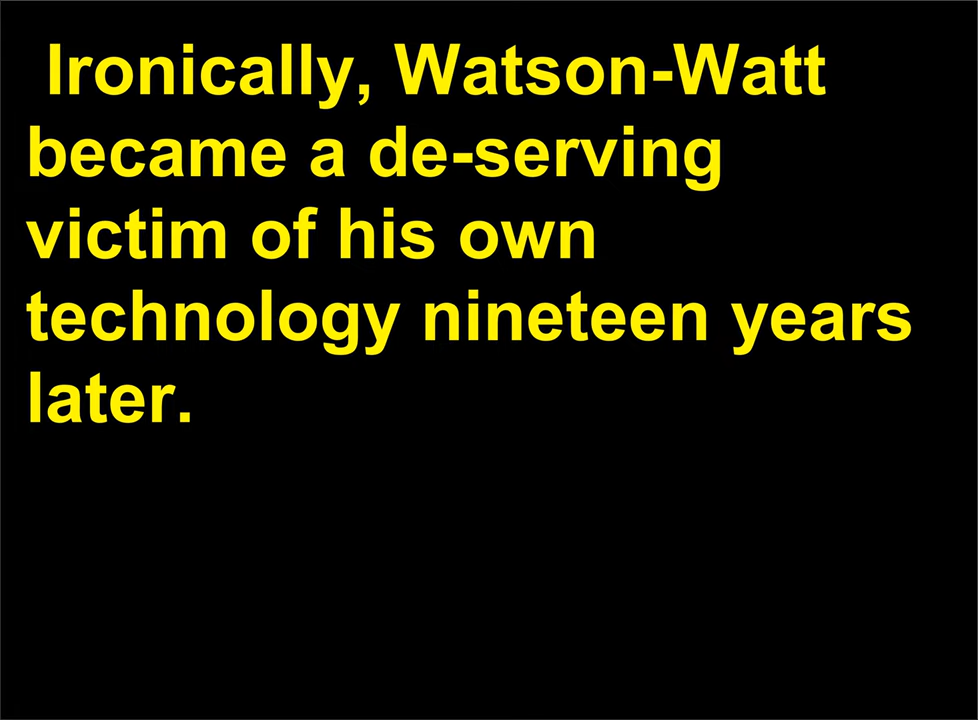 Ironically, Watson-Watt
became a de-serving
victim of his own
technology nineteen years
later.